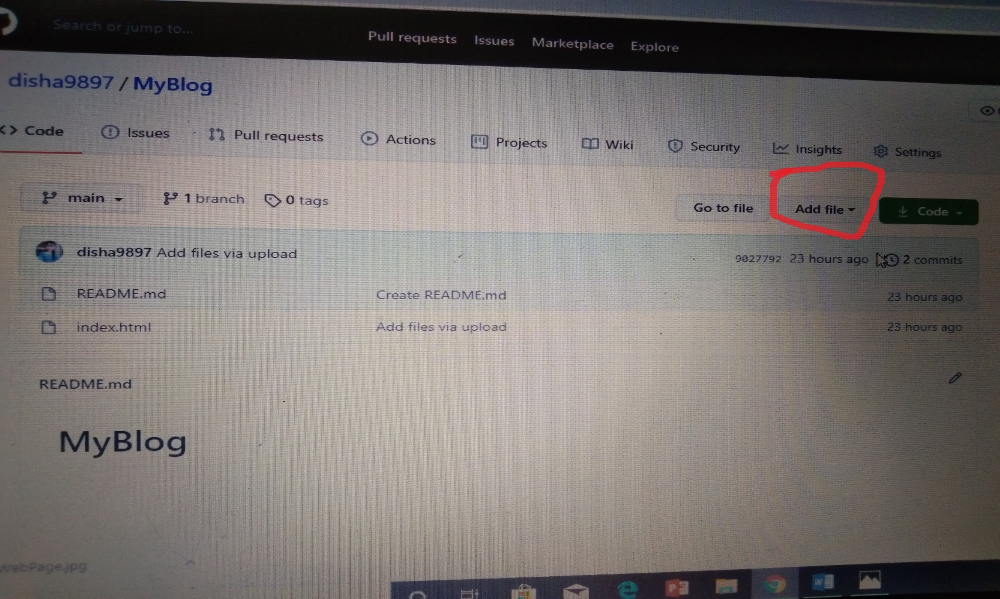 Search or jump to...
Pull requests Issues Marketplace Explore
disha9897 / MyBlog
<> Code Issues Pull requests Actions Projects Wiki Security Insights Settings
main 1 branch 0 tags Go to file Add file Code
disha9897 Add files via upload 9027792 23 hours ago 2 commits
README.md Create README.md 23 hours ago
index.html Add files via upload 23 hours ago
README.md
MyBlog
WebPage.jpg